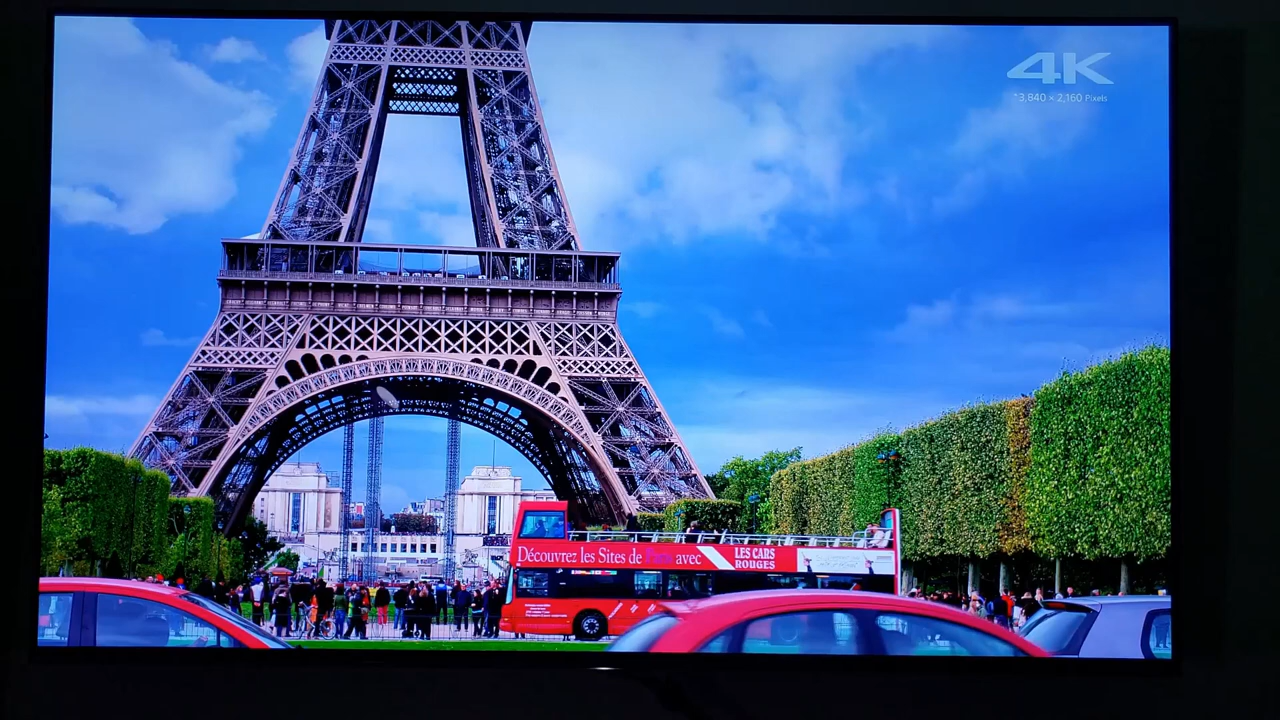 4K
*3,840 × 2,160 Pixels
Découvrez les Sites de Paris avec
LES CARS
ROUGES